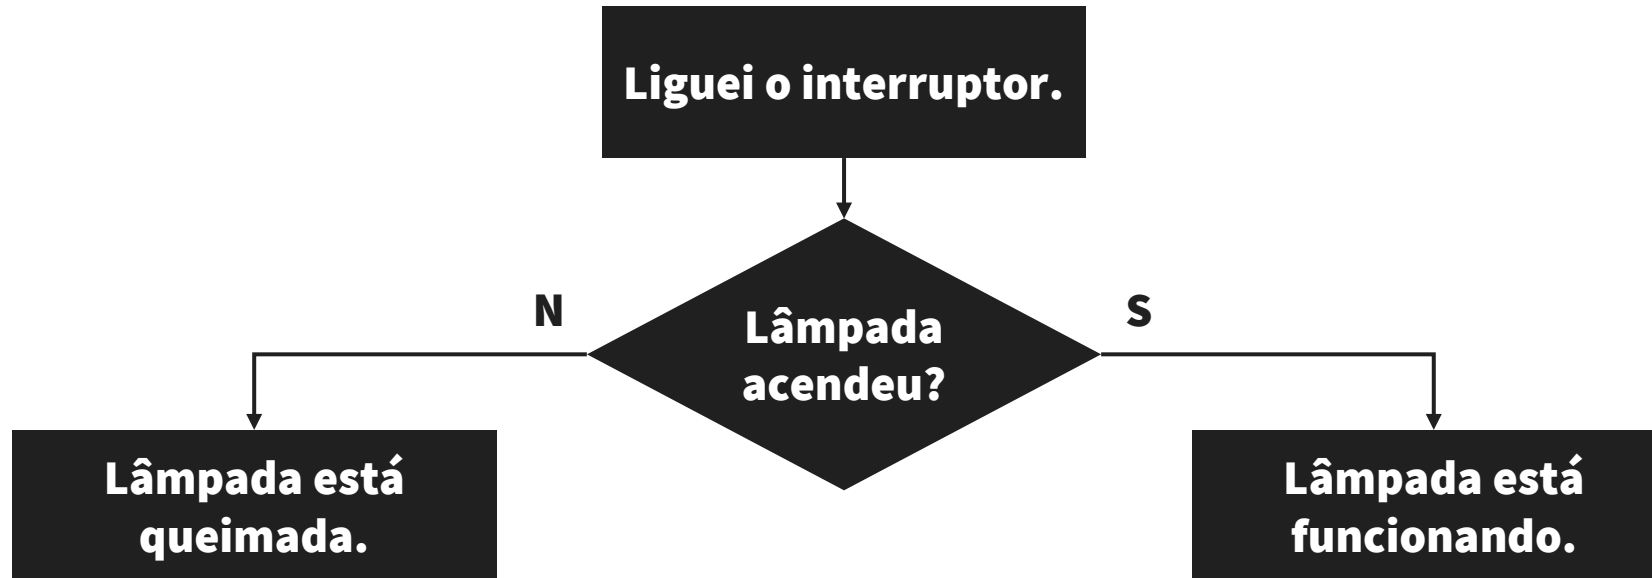 Liguei o interruptor.
N
S
Lâmpada
acendeu?
Lâmpada está
queimada.
Lâmpada está
funcionando.